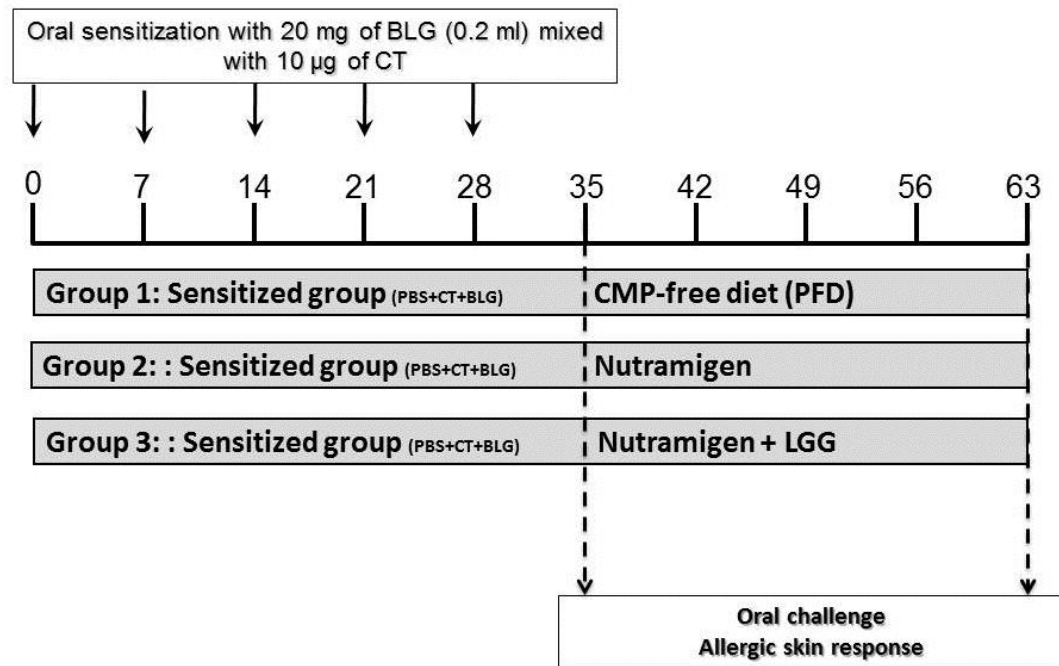 Oral sensitization with 20 mg of BLG (0.2 ml) mixed
with 10 µg of CT
0 7 14 21 28 35 42 49 56 63
Group 1: Sensitized group (PBS+CT+BLG) CMP-free diet (PFD)
Group 2: : Sensitized group (PBS+CT+BLG) Nutramigen
Group 3: : Sensitized group (PBS+CT+BLG) Nutramigen + LGG
Oral challenge
Allergic skin response